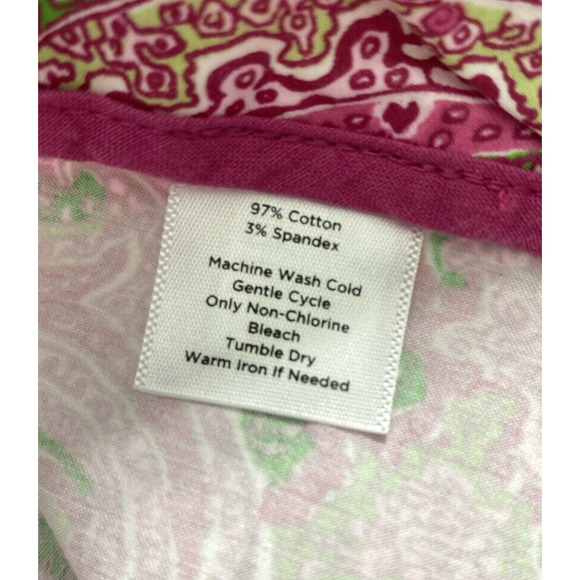 97% Cotton
3% Spandex
Machine Wash Cold
Gentle Cycle
Only Non-Chlorine
Bleach
Tumble Dry
Warm Iron If Needed